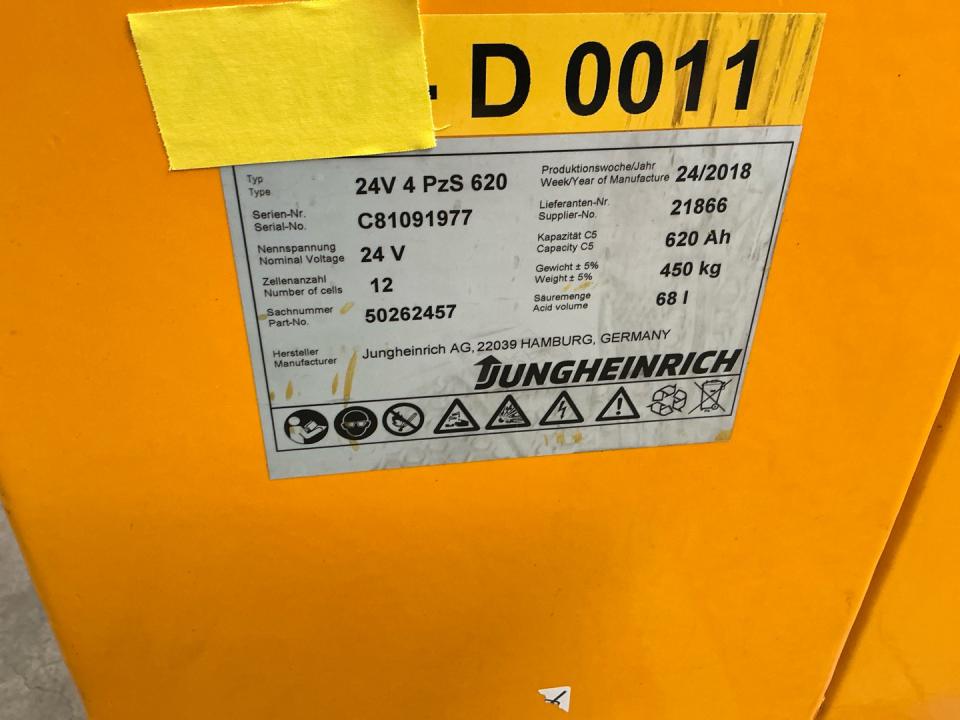 - D 0011
Typ
Type
24V 4 PzS 620
Produktionswoche/Jahr
Week/Year of Manufacture
24/2018
Serien-Nr.
Serial-No.
C81091977
Lieferanten-Nr.
Supplier-No.
21866
Nennspannung
Nominal Voltage
24 V
Kapazität C5
Capacity C5
620 Ah
Zellenanzahl
Number of cells
12
Gewicht ± 5%
Weight ± 5%
450 kg
Sachnummer
Part-No.
50262457
Säuremenge
Acid volume
68 l
Hersteller
Manufacturer
Jungheinrich AG, 22039 HAMBURG, GERMANY
JUNGHEINRICH